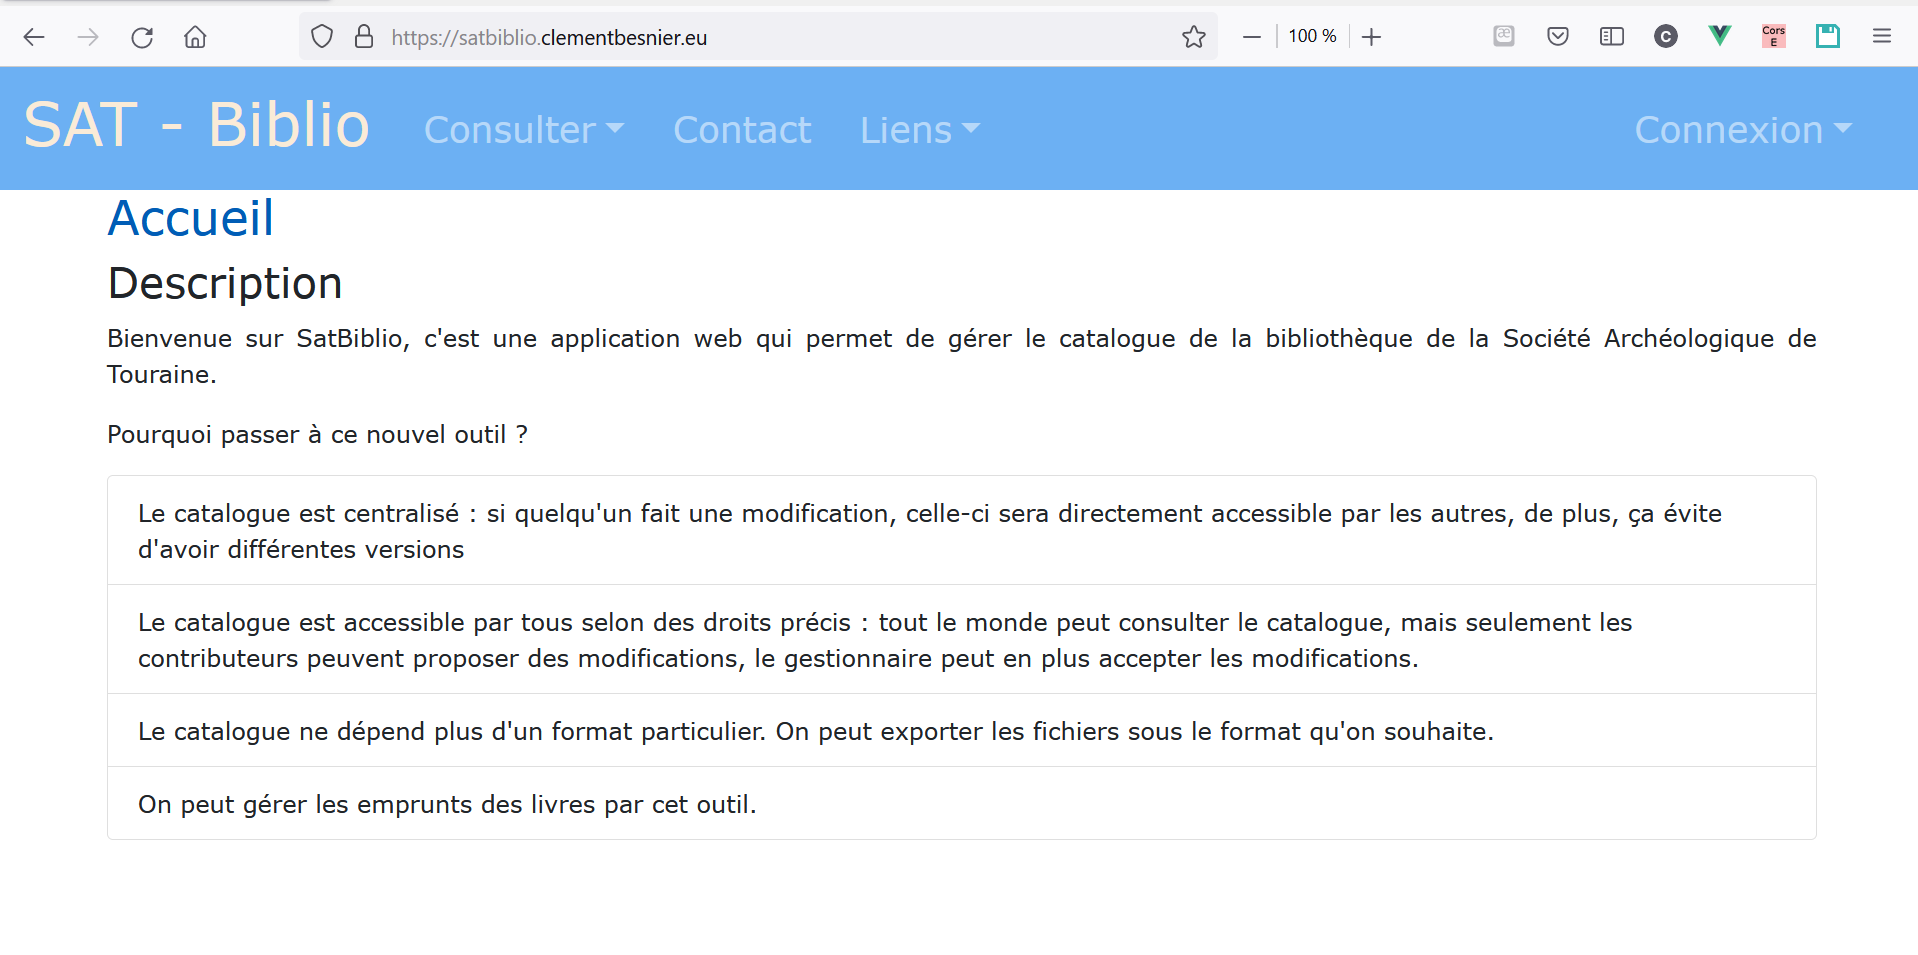 https://satbiblio.clementbesnier.eu
100 %
æ
C
Cors
E
SAT - Biblio
Consulter
Contact
Liens
Connexion
Accueil
Description
Bienvenue sur SatBiblio, c'est une application web qui permet de gérer le catalogue de la bibliothèque de la Société Archéologique de
Touraine.
Pourquoi passer à ce nouvel outil ?
Le catalogue est centralisé : si quelqu'un fait une modification, celle-ci sera directement accessible par les autres, de plus, ça évite
d'avoir différentes versions
Le catalogue est accessible par tous selon des droits précis : tout le monde peut consulter le catalogue, mais seulement les
contributeurs peuvent proposer des modifications, le gestionnaire peut en plus accepter les modifications.
Le catalogue ne dépend plus d'un format particulier. On peut exporter les fichiers sous le format qu'on souhaite.
On peut gérer les emprunts des livres par cet outil.